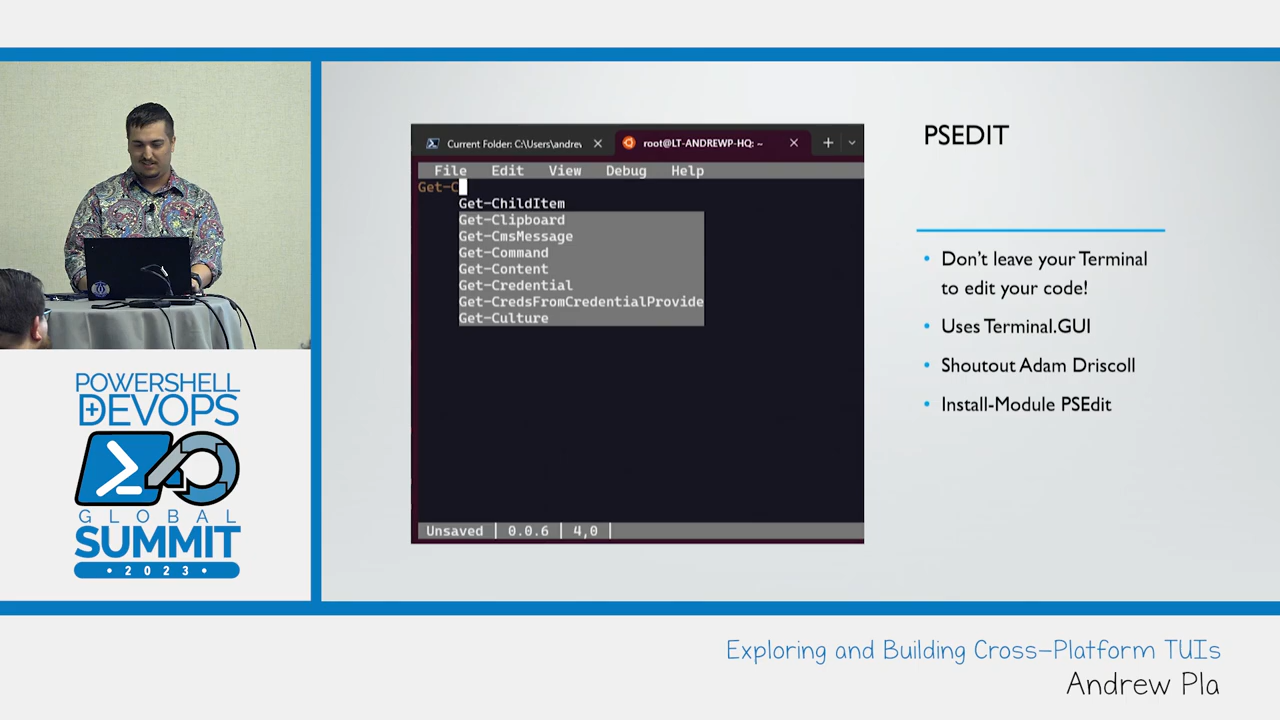 POWERSHELL
+DEVOPS
GLOBAL
SUMMIT
• 2023 •
Current Folder: C:\Users\andrev
root@LT-ANDREWP-HQ: ~
File Edit View Debug Help
Get-C
Get-ChildItem
Get-Clipboard
Get-CmsMessage
Get-Command
Get-Content
Get-Credential
Get-CredsFromCredentialProvide
Get-Culture
Unsaved | 0.0.6 | 4,0 |
PSEDIT
• Don't leave your Terminal
to edit your code!
• Uses Terminal.GUI
• Shoutout Adam Driscoll
• Install-Module PSEdit
Exploring and Building Cross-Platform TUIs
Andrew Pla